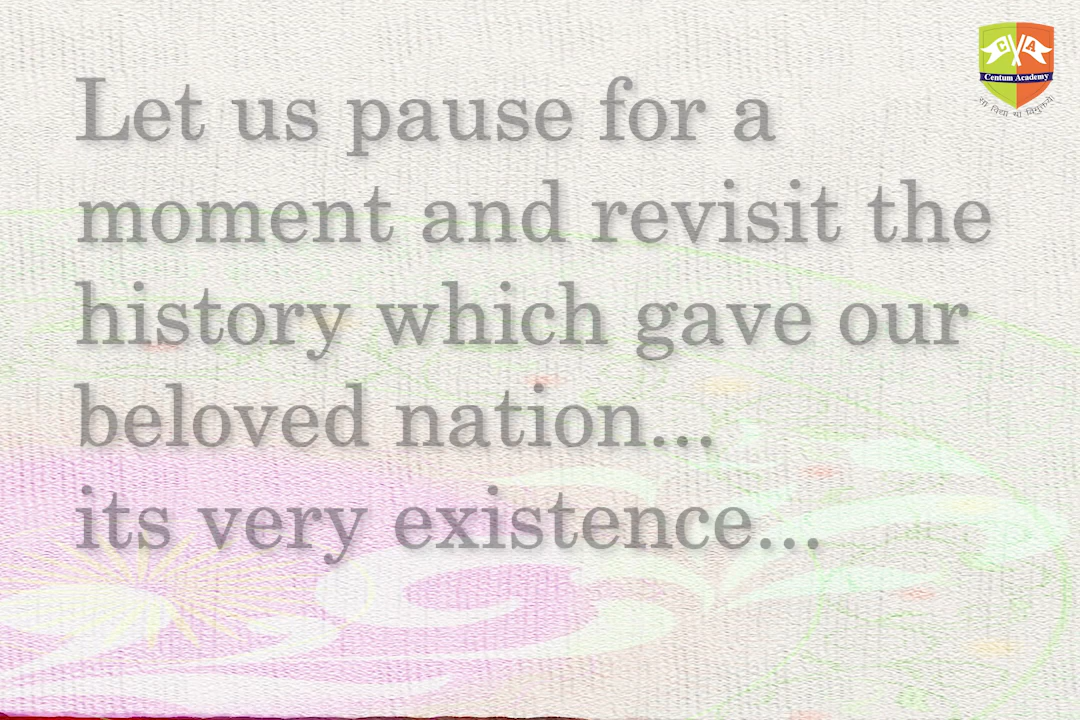 Let us pause for a
moment and revisit the
history which gave our
beloved nation...
its very existence...
C A
Centum Academy
सा विद्या या विमुक्तये